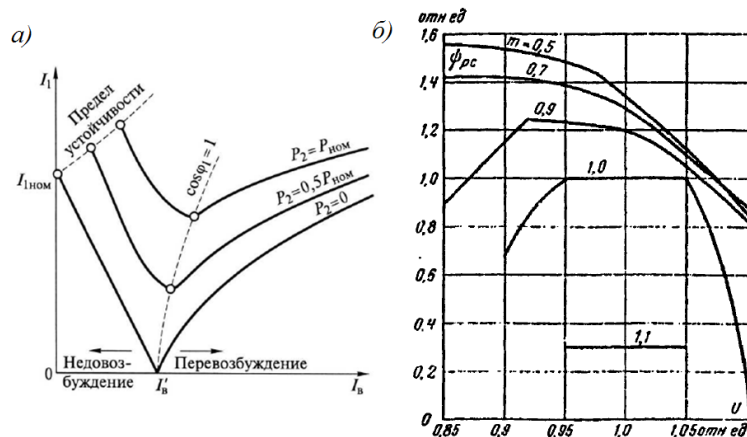 а)
I₁
Предел
устойчивости
I₁ном
cosφ₁ = 1
P₂ = Pном
P₂ = 0,5Pном
P₂ = 0
0
Недовоз-
буждение
Перевозбуждение
I′в
Iв
б)
отн ед
1,6
1,4
1,2
1,0
0,8
0,6
0,4
0,2
0
ψрс
m = 0,5
0,7
0,9
1,0
1,1
U
0,85
0,9
0,95
1,0
1,05
отн ед